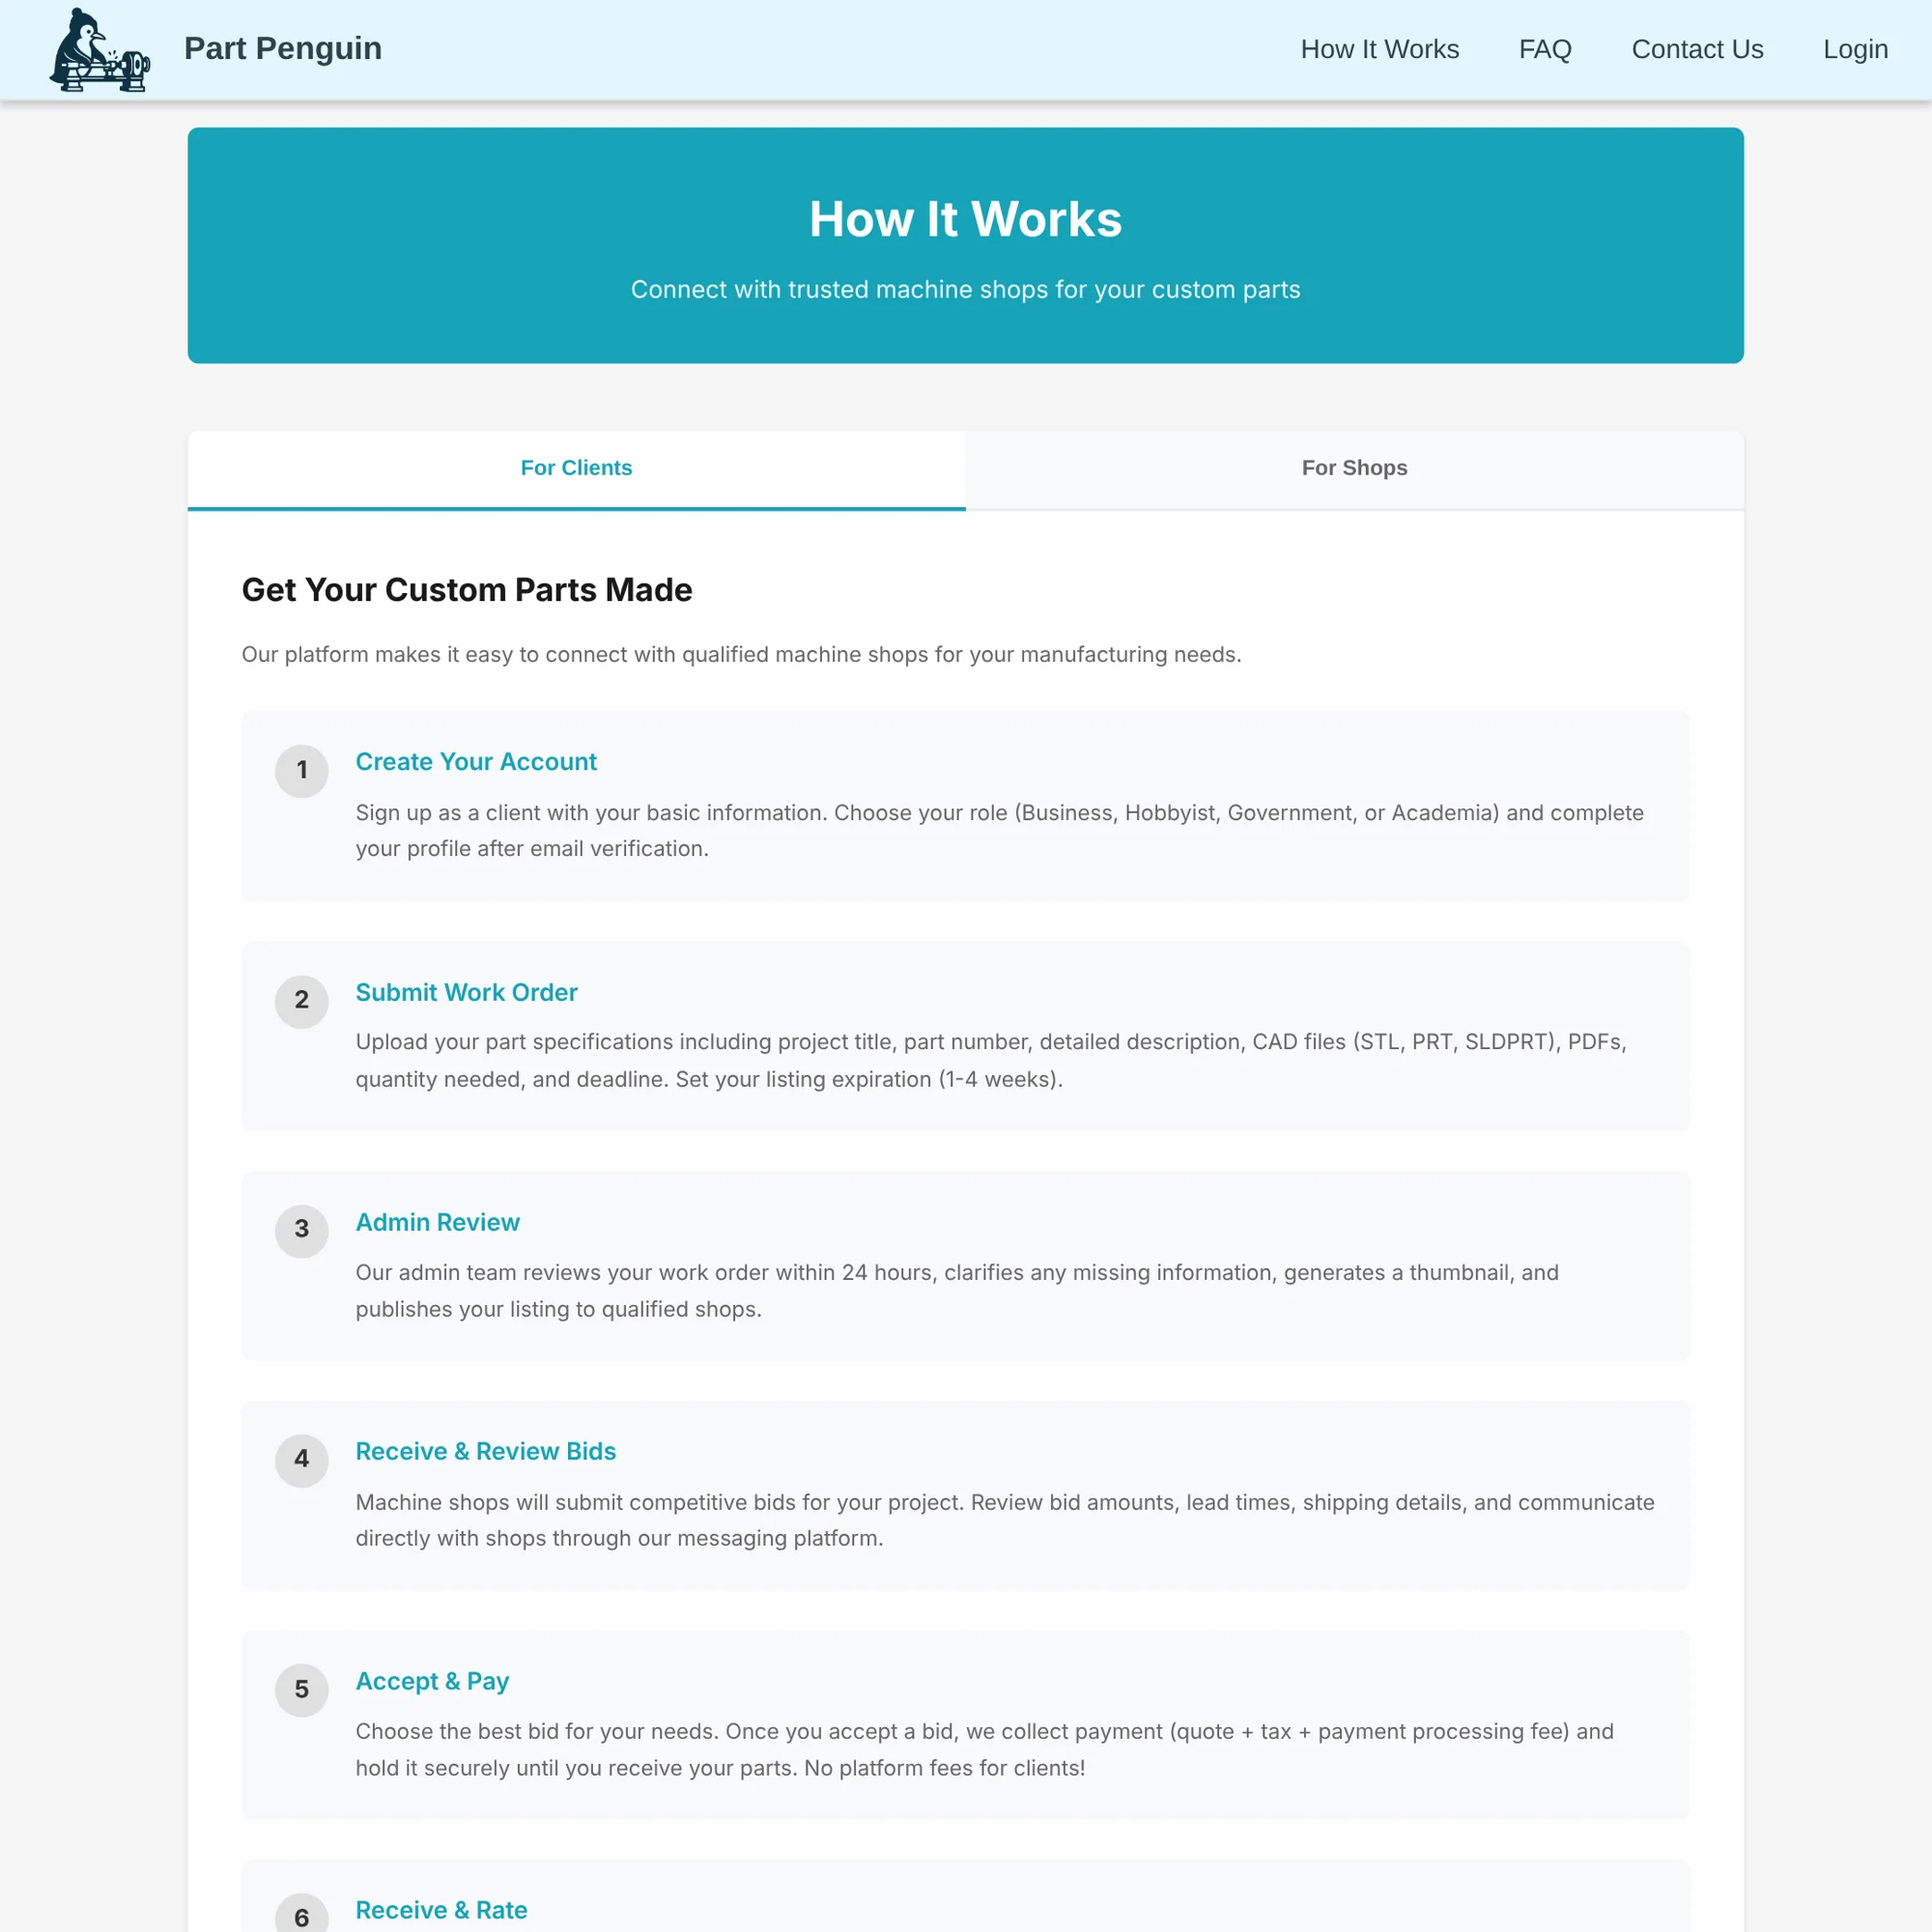 Part Penguin
How It Works
FAQ
Contact Us
Login
How It Works
Connect with trusted machine shops for your custom parts
For Clients
For Shops
Get Your Custom Parts Made
Our platform makes it easy to connect with qualified machine shops for your manufacturing needs.
1
Create Your Account
Sign up as a client with your basic information. Choose your role (Business, Hobbyist, Government, or Academia) and complete
your profile after email verification.
2
Submit Work Order
Upload your part specifications including project title, part number, detailed description, CAD files (STL, PRT, SLDPRT), PDFs,
quantity needed, and deadline. Set your listing expiration (1-4 weeks).
3
Admin Review
Our admin team reviews your work order within 24 hours, clarifies any missing information, generates a thumbnail, and
publishes your listing to qualified shops.
4
Receive & Review Bids
Machine shops will submit competitive bids for your project. Review bid amounts, lead times, shipping details, and communicate
directly with shops through our messaging platform.
5
Accept & Pay
Choose the best bid for your needs. Once you accept a bid, we collect payment (quote + tax + payment processing fee) and
hold it securely until you receive your parts. No platform fees for clients!
6
Receive & Rate